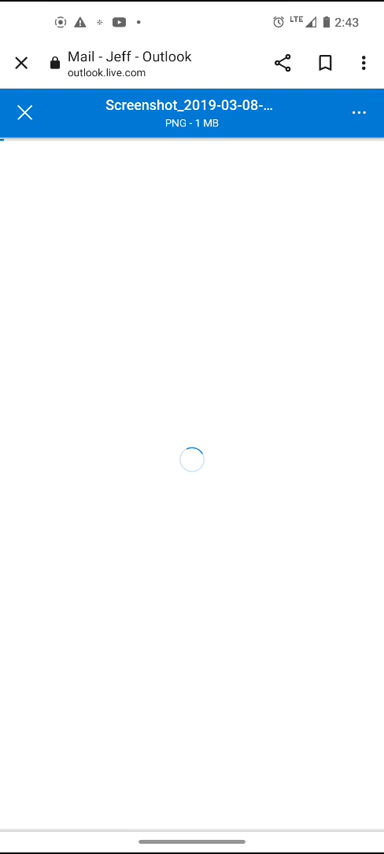 LTE 2:43
Mail - Jeff - Outlook
outlook.live.com
Screenshot_2019-03-08-...
PNG - 1 MB